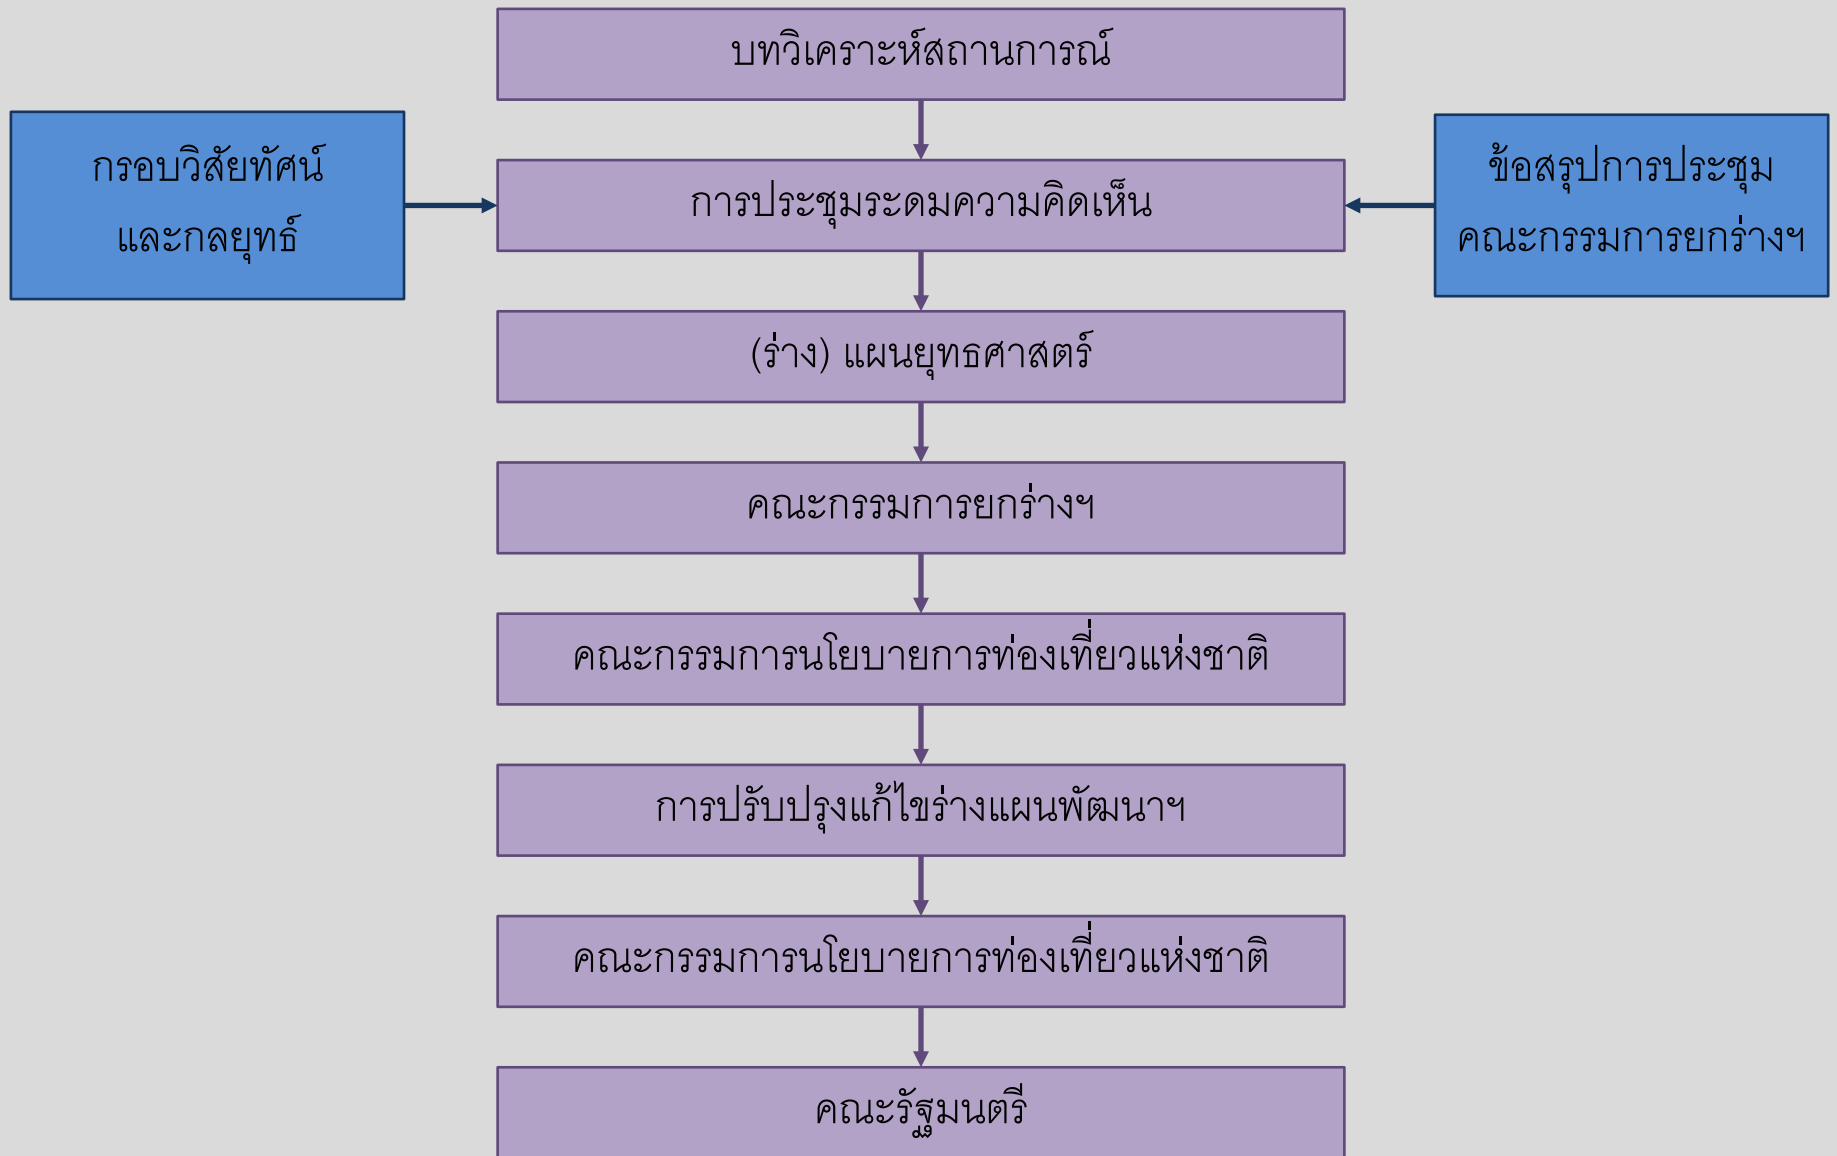 บทวิเคราะห์สถานการณ์
กรอบวิสัยทัศน์
และกลยุทธ์
การประชุมระดมความคิดเห็น
ข้อสรุปการประชุม
คณะกรรมการยกร่างฯ
(ร่าง) แผนยุทธศาสตร์
คณะกรรมการยกร่างฯ
คณะกรรมการนโยบายการท่องเที่ยวแห่งชาติ
การปรับปรุงแก้ไขร่างแผนพัฒนาฯ
คณะกรรมการนโยบายการท่องเที่ยวแห่งชาติ
คณะรัฐมนตรี